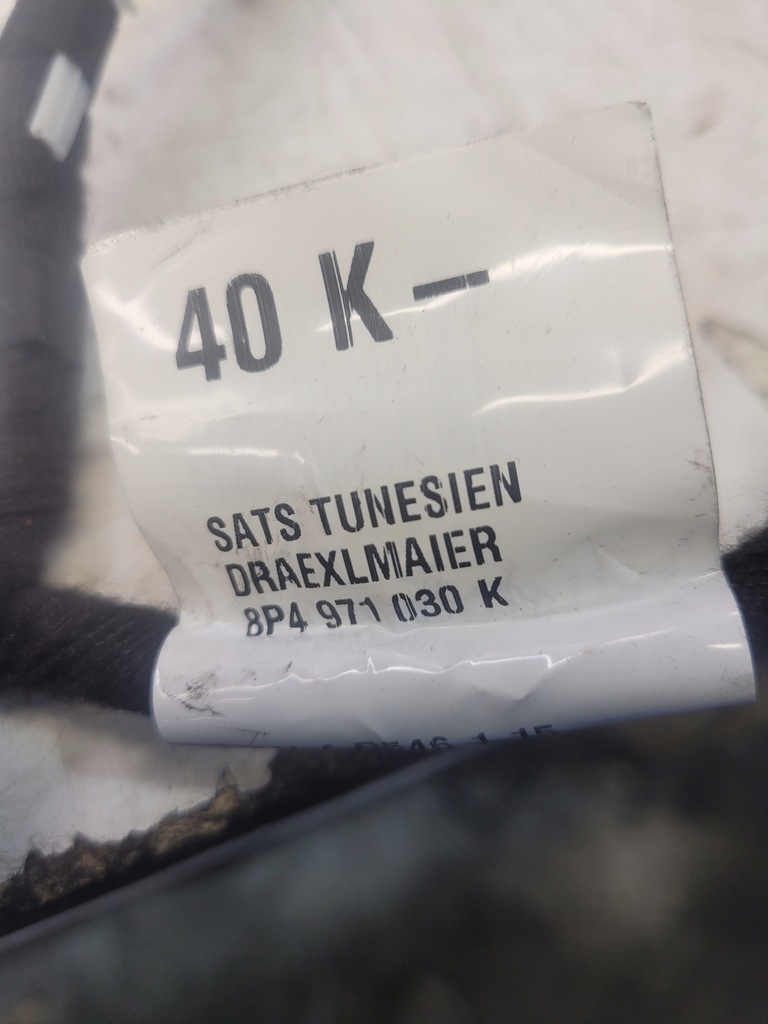 40 K–
SATS TUNESIEN
DRAEXLMAIER
8P4 971 030 K